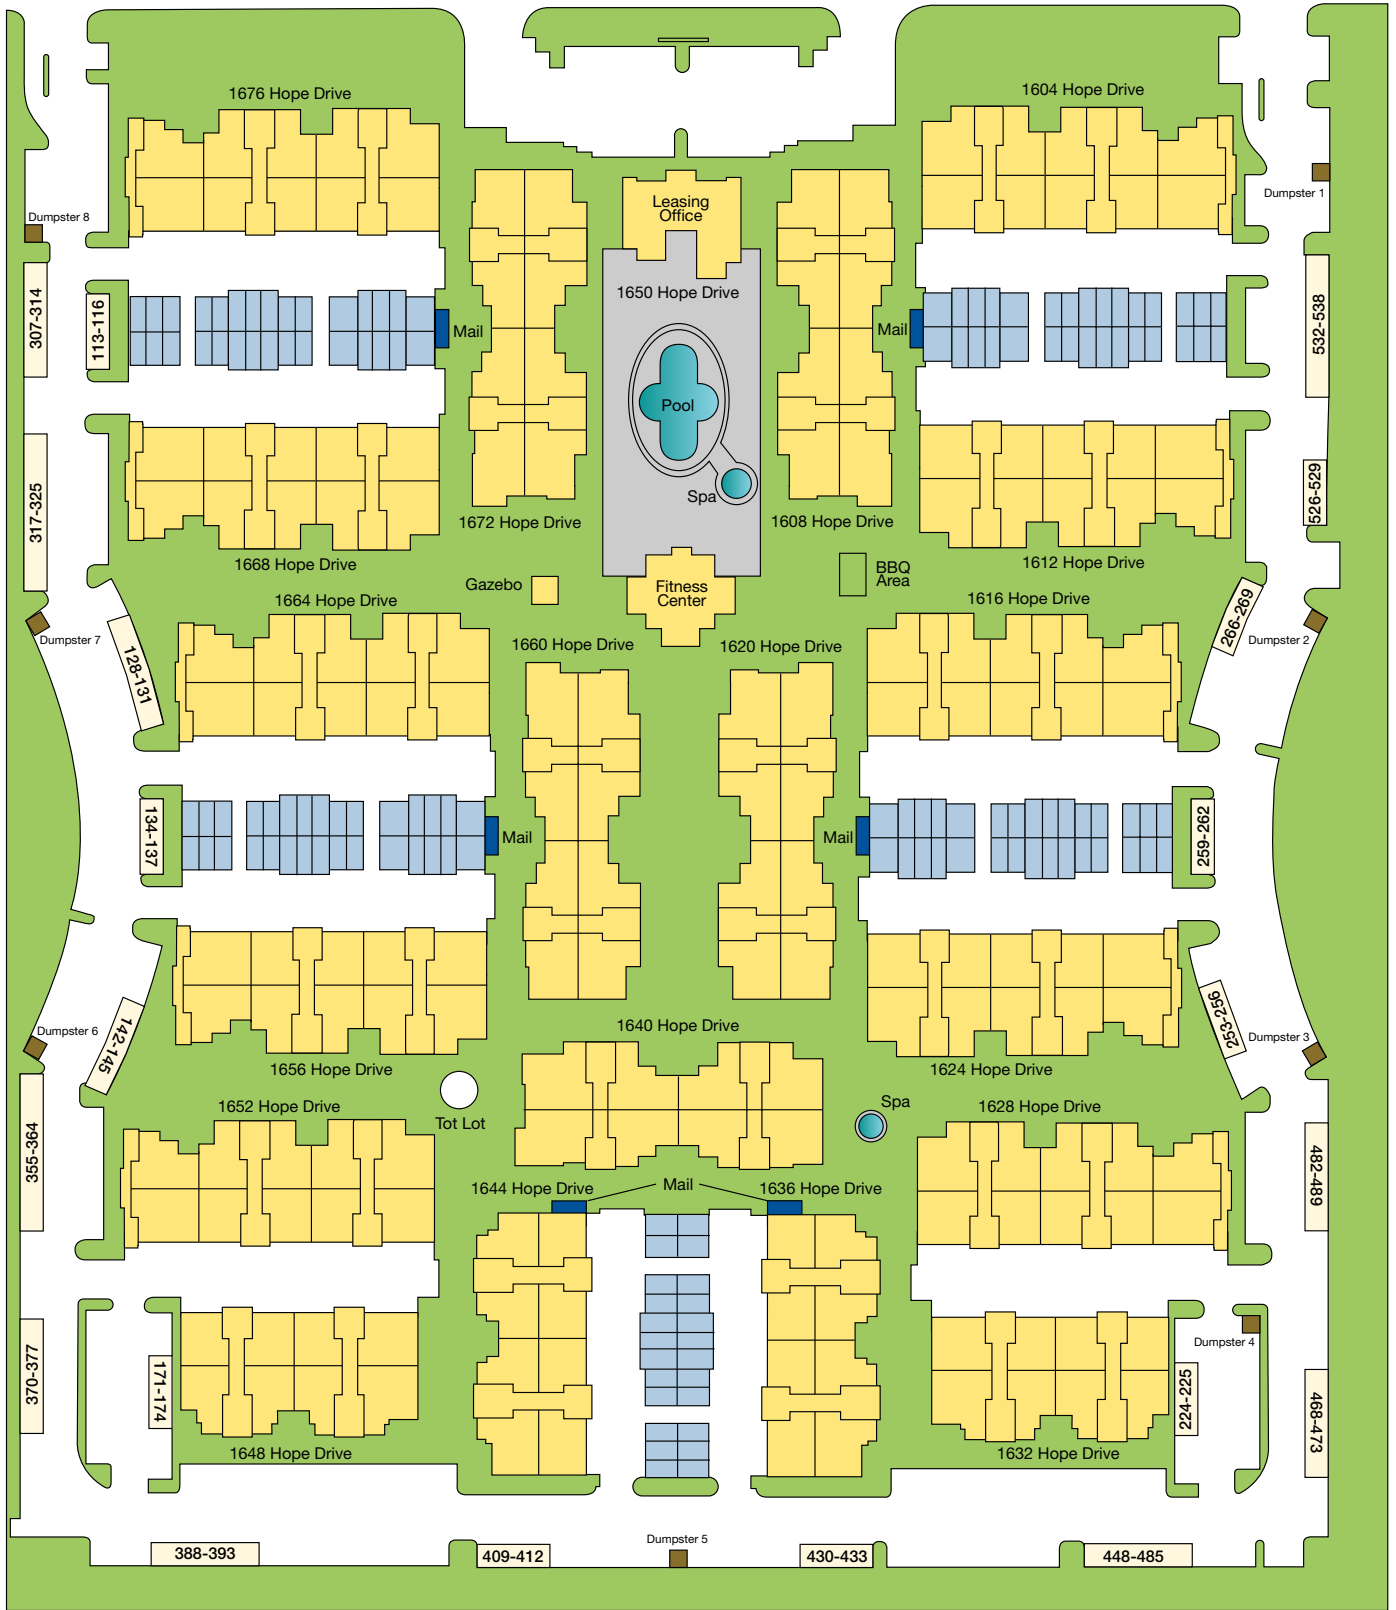 1676 Hope Drive
1604 Hope Drive
Leasing
Office
Dumpster 1
Dumpster 8
1650 Hope Drive
307-314
113-116
Mail
Mail
532-538
Pool
Spa
317-325
526-529
1672 Hope Drive
1608 Hope Drive
1668 Hope Drive
1612 Hope Drive
Gazebo
Fitness
Center
BBQ
Area
1664 Hope Drive
1616 Hope Drive
266-269
Dumpster 7
Dumpster 2
128-131
1660 Hope Drive
1620 Hope Drive
134-137
Mail
Mail
259-262
142-145
253-256
Dumpster 6
Dumpster 3
1640 Hope Drive
1656 Hope Drive
1624 Hope Drive
1652 Hope Drive
Tot Lot
Spa
1628 Hope Drive
355-364
482-489
1644 Hope Drive
Mail
1636 Hope Drive
Dumpster 4
370-377
171-174
224-225
468-473
1648 Hope Drive
1632 Hope Drive
Dumpster 5
388-393
409-412
430-433
448-485